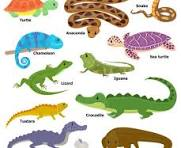 Turtle
Anaconda
Snake
Chameleon
Sea turtle
Lizard
Iguana
Tuatara
Crocodile